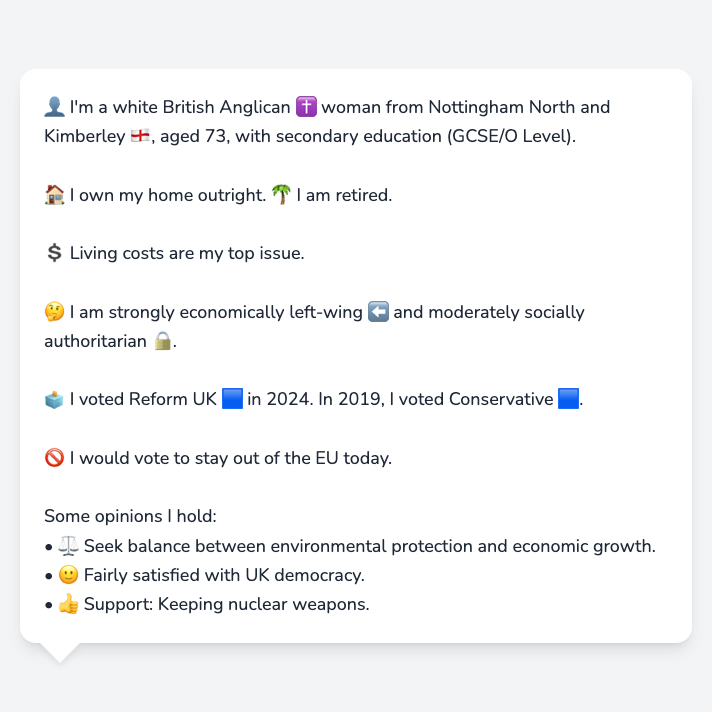 👤 I'm a white British Anglican ✝️ woman from Nottingham North and
Kimberley 🏴󠁧󠁢󠁥󠁮󠁧󠁿, aged 73, with secondary education (GCSE/O Level).
🏠 I own my home outright. 🌴 I am retired.
💲 Living costs are my top issue.
🤔 I am strongly economically left-wing ⬅️ and moderately socially
authoritarian 🔒.
🗳️ I voted Reform UK 🟦 in 2024. In 2019, I voted Conservative 🟦.
🚫 I would vote to stay out of the EU today.
Some opinions I hold:
• ⚖️ Seek balance between environmental protection and economic growth.
• 🙂 Fairly satisfied with UK democracy.
• 👍 Support: Keeping nuclear weapons.